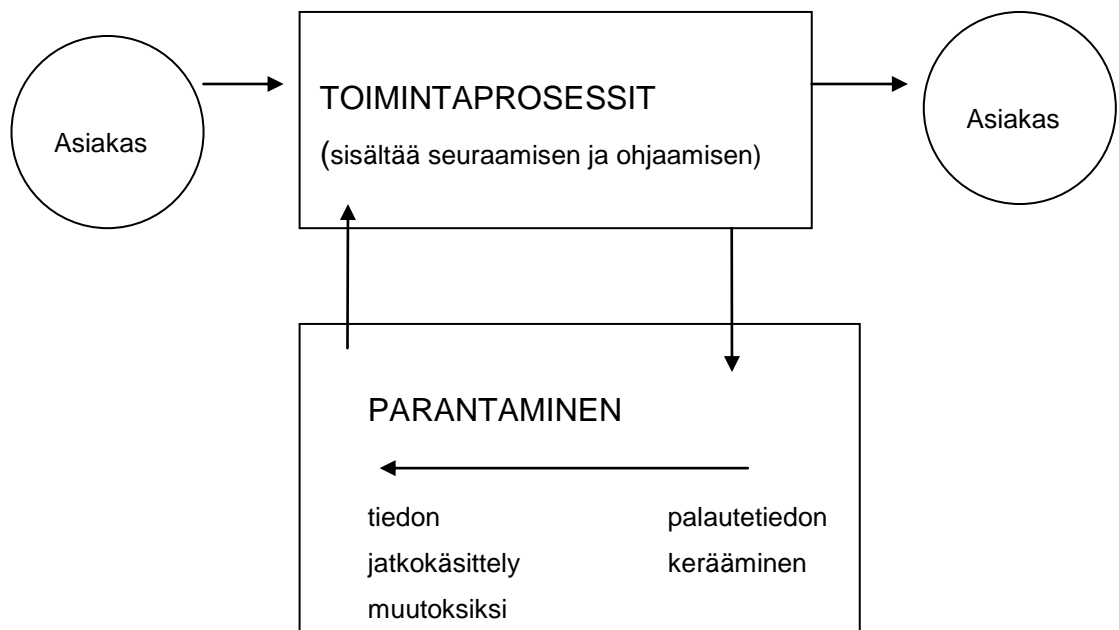 Asiakas
TOIMINTAPROSESSIT
(sisältää seuraamisen ja ohjaamisen)
Asiakas
PARANTAMINEN
tiedon
jatkokäsittely
muutoksiksi
palautetiedon
kerääminen